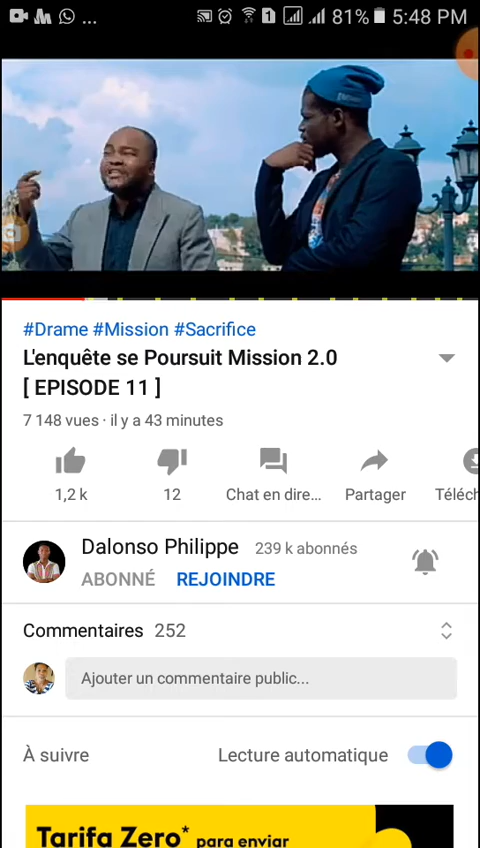 ... 1 81% 5:48 PM
#Drame #Mission #Sacrifice
L'enquête se Poursuit Mission 2.0
[ EPISODE 11 ]
7 148 vues · il y a 43 minutes
1,2 k 12 Chat en dire... Partager Téléch
Dalonso Philippe 239 k abonnés
ABONNÉ REJOINDRE
Commentaires 252
Ajouter un commentaire public...
À suivre Lecture automatique
Tarifa Zero* para enviar